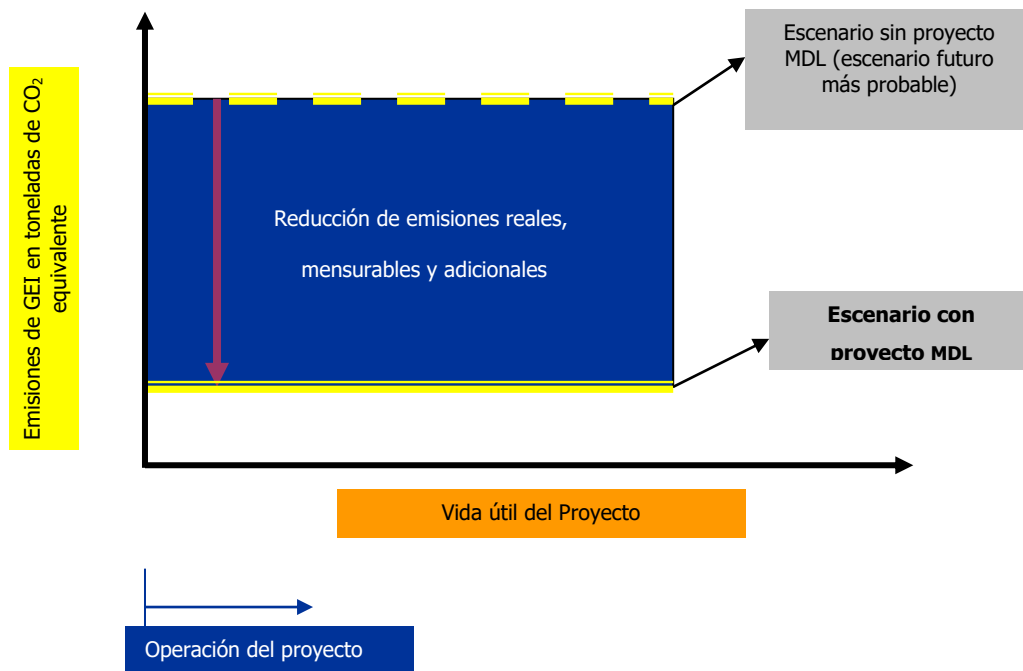 Escenario sin proyecto
MDL (escenario futuro
más probable)
Emisiones de GEI en toneladas de CO₂
equivalente
Reducción de emisiones reales,
mensurables y adicionales
Escenario con
proyecto MDL
Vida útil del Proyecto
Operación del proyecto